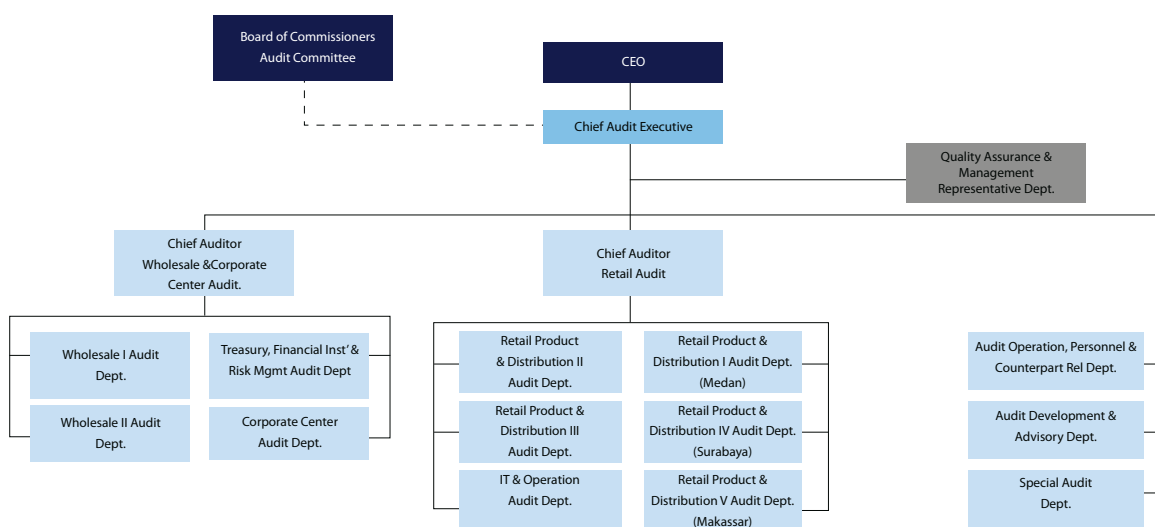 Board of Commissioners
Audit Committee
CEO
Chief Audit Executive
Quality Assurance &
Management
Representative Dept.
Chief Auditor
Wholesale &Corporate
Center Audit.
Chief Auditor
Retail Audit
Wholesale I Audit
Dept.
Treasury, Financial Inst' &
Risk Mgmt Audit Dept
Wholesale II Audit
Dept.
Corporate Center
Audit Dept.
Retail Product
& Distribution II
Audit Dept.
Retail Product &
Distribution I Audit Dept.
(Medan)
Retail Product &
Distribution III
Audit Dept.
Retail Product &
Distribution IV Audit Dept.
(Surabaya)
IT & Operation
Audit Dept.
Retail Product &
Distribution V Audit Dept.
(Makassar)
Audit Operation, Personnel &
Counterpart Rel Dept.
Audit Development &
Advisory Dept.
Special Audit
Dept.